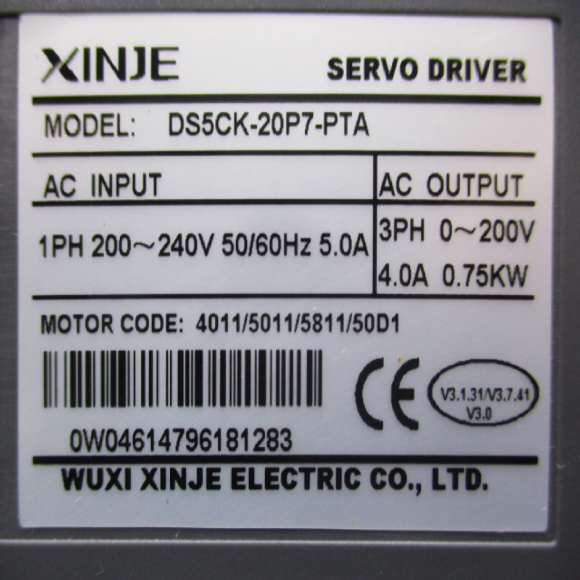 XINJE SERVO DRIVER
MODEL: DS5CK-20P7-PTA
AC INPUT
1PH 200~240V 50/60Hz 5.0A
AC OUTPUT
3PH 0~200V
4.0A 0.75KW
MOTOR CODE: 4011/5011/5811/50D1
0W04614796181283
CE
V3.1.31/V3.7.41
V3.0
WUXI XINJE ELECTRIC CO., LTD.